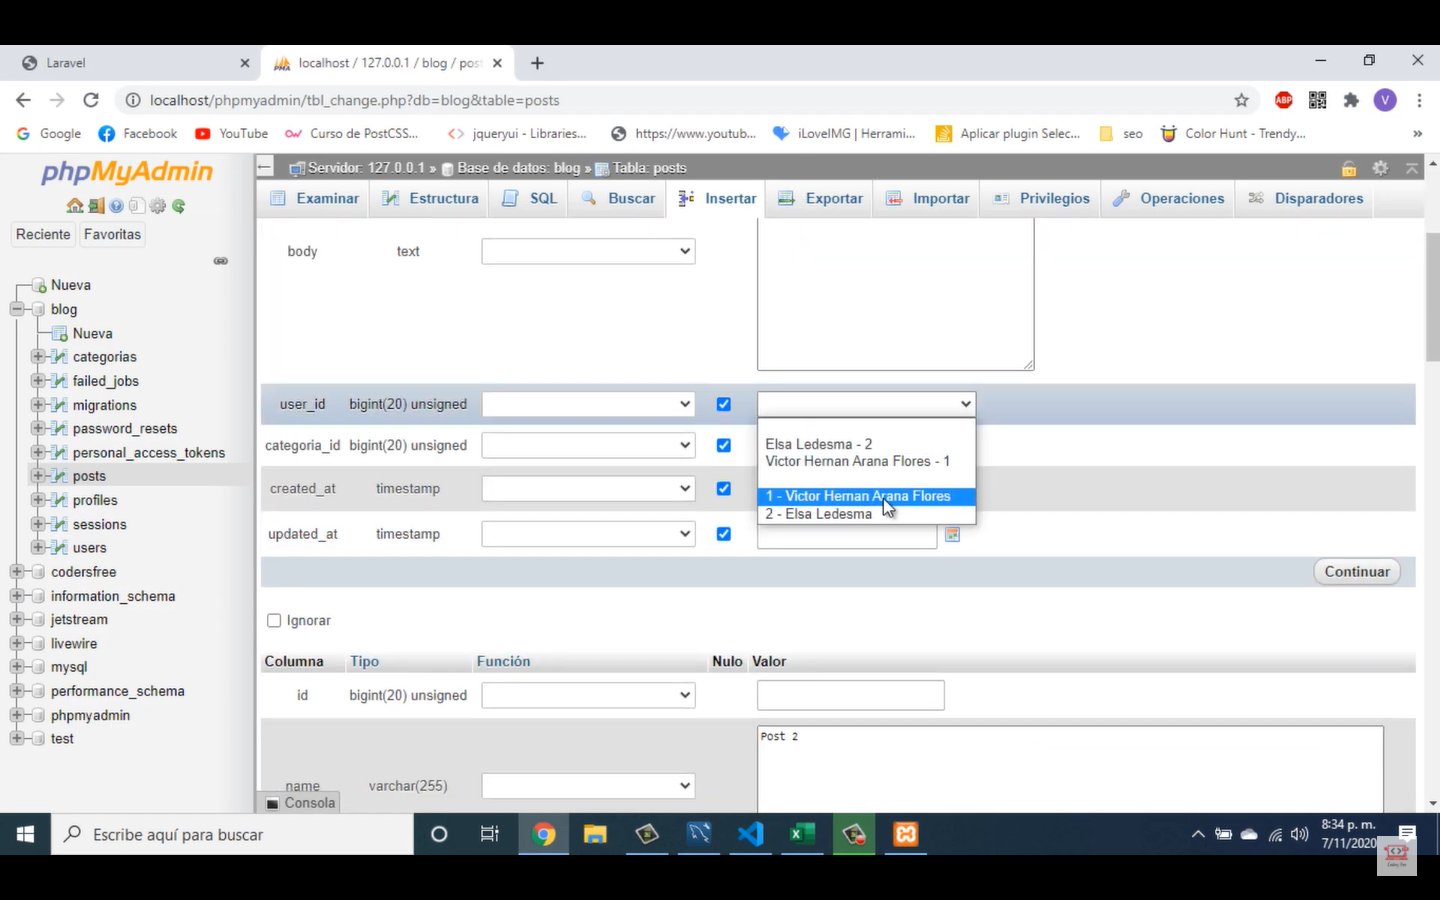 Laravel
localhost / 127.0.0.1 / blog / pos
localhost/phpmyadmin/tbl_change.php?db=blog&table=posts
ABP
V
Google
Facebook
YouTube
Curso de PostCSS...
jqueryui - Libraries...
https://www.youtub...
iLoveIMG | Herrami...
Aplicar plugin Selec...
seo
Color Hunt - Trendy...
»
phpMyAdmin
Reciente
Favoritas
Nueva
blog
Nueva
categorias
failed_jobs
migrations
password_resets
personal_access_tokens
posts
profiles
sessions
users
codersfree
information_schema
jetstream
livewire
mysql
performance_schema
phpmyadmin
test
Servidor: 127.0.0.1 » Base de datos: blog » Tabla: posts
Examinar
Estructura
SQL
Buscar
Insertar
Exportar
Importar
Privilegios
Operaciones
Disparadores
body text
user_id bigint(20) unsigned
categoria_id bigint(20) unsigned
created_at timestamp
updated_at timestamp
Elsa Ledesma - 2
Victor Hernan Arana Flores - 1
1 - Victor Hernan Arana Flores
2 - Elsa Ledesma
Continuar
Ignorar
Columna Tipo Función Nulo Valor
id bigint(20) unsigned
name varchar(255)
Post 2
Consola
Escribe aquí para buscar
8:34 p. m.
7/11/2020